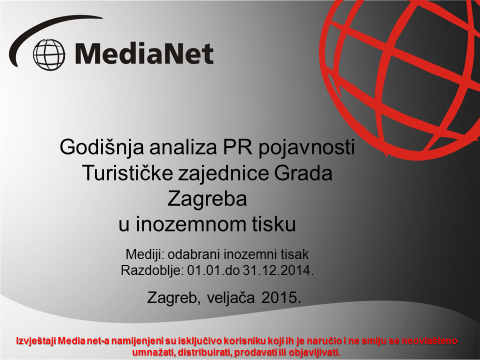 MediaNet
Godišnja analiza PR pojavnosti
Turističke zajednice Grada
Zagreba
u inozemnom tisku
Mediji: odabrani inozemni tisak
Razdoblje: 01.01.do 31.12.2014.
Zagreb, veljača 2015.
Izvještaji Media net-a namijenjeni su isključivo korisniku koji ih je naručio i ne smiju se neovlašteno
umnažati, distribuirati, prodavati ili objavljivati.